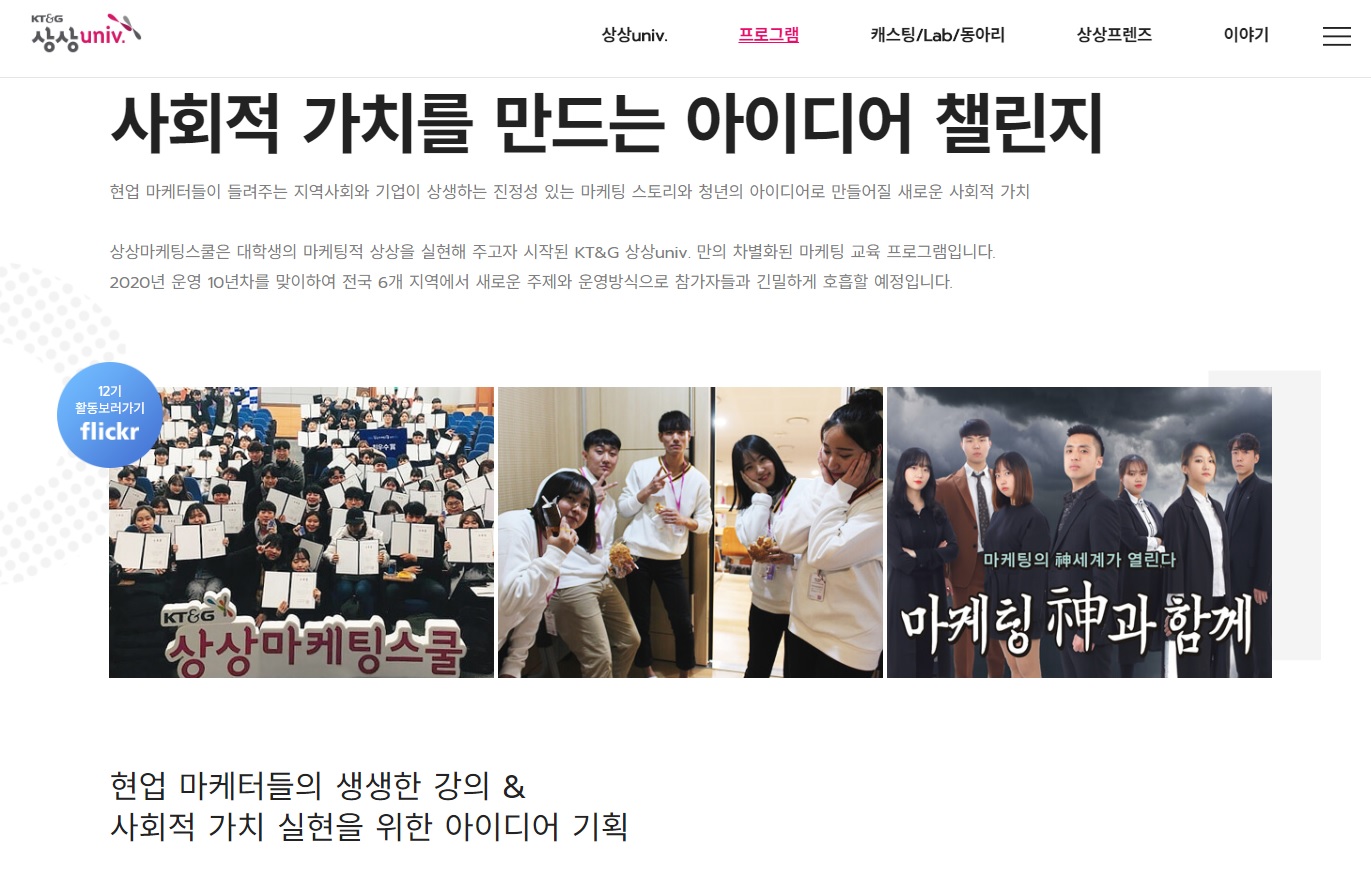 KT&G
상상univ.
상상univ.
프로그램
캐스팅/Lab/동아리
상상프렌즈
이야기
사회적 가치를 만드는 아이디어 챌린지
현업 마케터들이 들려주는 지역사회와 기업이 상생하는 진정성 있는 마케팅 스토리와 청년의 아이디어로 만들어질 새로운 사회적 가치
상상마케팅스쿨은 대학생의 마케팅적 상상을 실현해 주고자 시작된 KT&G 상상univ. 만의 차별화된 마케팅 교육 프로그램입니다.
2020년 운영 10년차를 맞이하여 전국 6개 지역에서 새로운 주제와 운영방식으로 참가자들과 긴밀하게 호흡할 예정입니다.
12기
활동보러가기
flickr
KT&G
상상마케팅스쿨
마케팅의 神세계가 열린다
마케팅 神과 함께
현업 마케터들의 생생한 강의 &
사회적 가치 실현을 위한 아이디어 기획